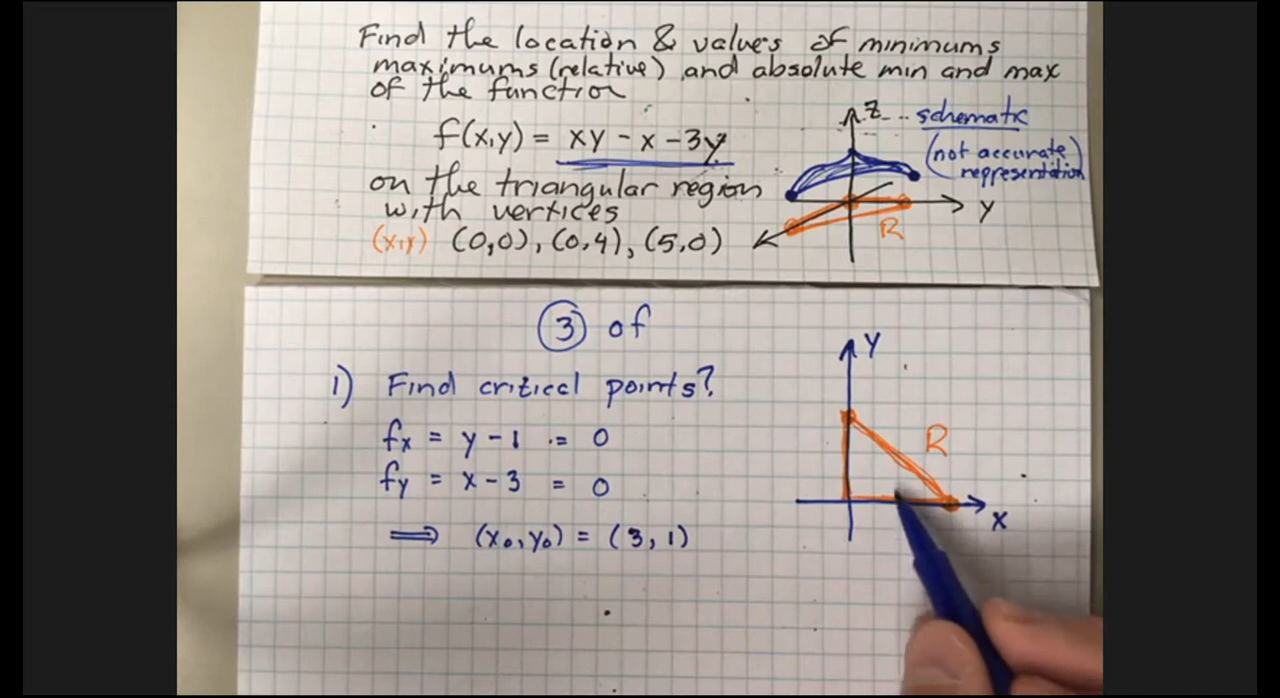 Find the location & values of minimums
maximums (relative) and absolute min and max
of the function
f(x,y) = xy - x - 3y
on the triangular region
with vertices
(x,y) (0,0), (0,4), (5,0)
Z
schematic
(not accurate)
representation
y
R
③ of
1) Find critical points?
fx = y - 1 = 0
fy = x - 3 = 0
⟹ (x₀,y₀) = (3,1)
y
R
x